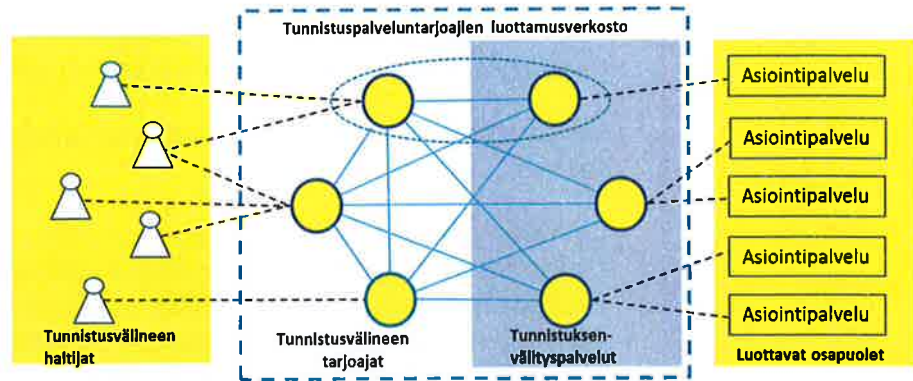 Tunnistuspalveluntarjoajien luottamusverkosto
Asiointipalvelu
Asiointipalvelu
Asiointipalvelu
Asiointipalvelu
Asiointipalvelu
Tunnistusvälineen
haltijat
Tunnistusvälineen
tarjoajat
Tunnistuksen-
välityspalvelut
Luottavat osapuolet